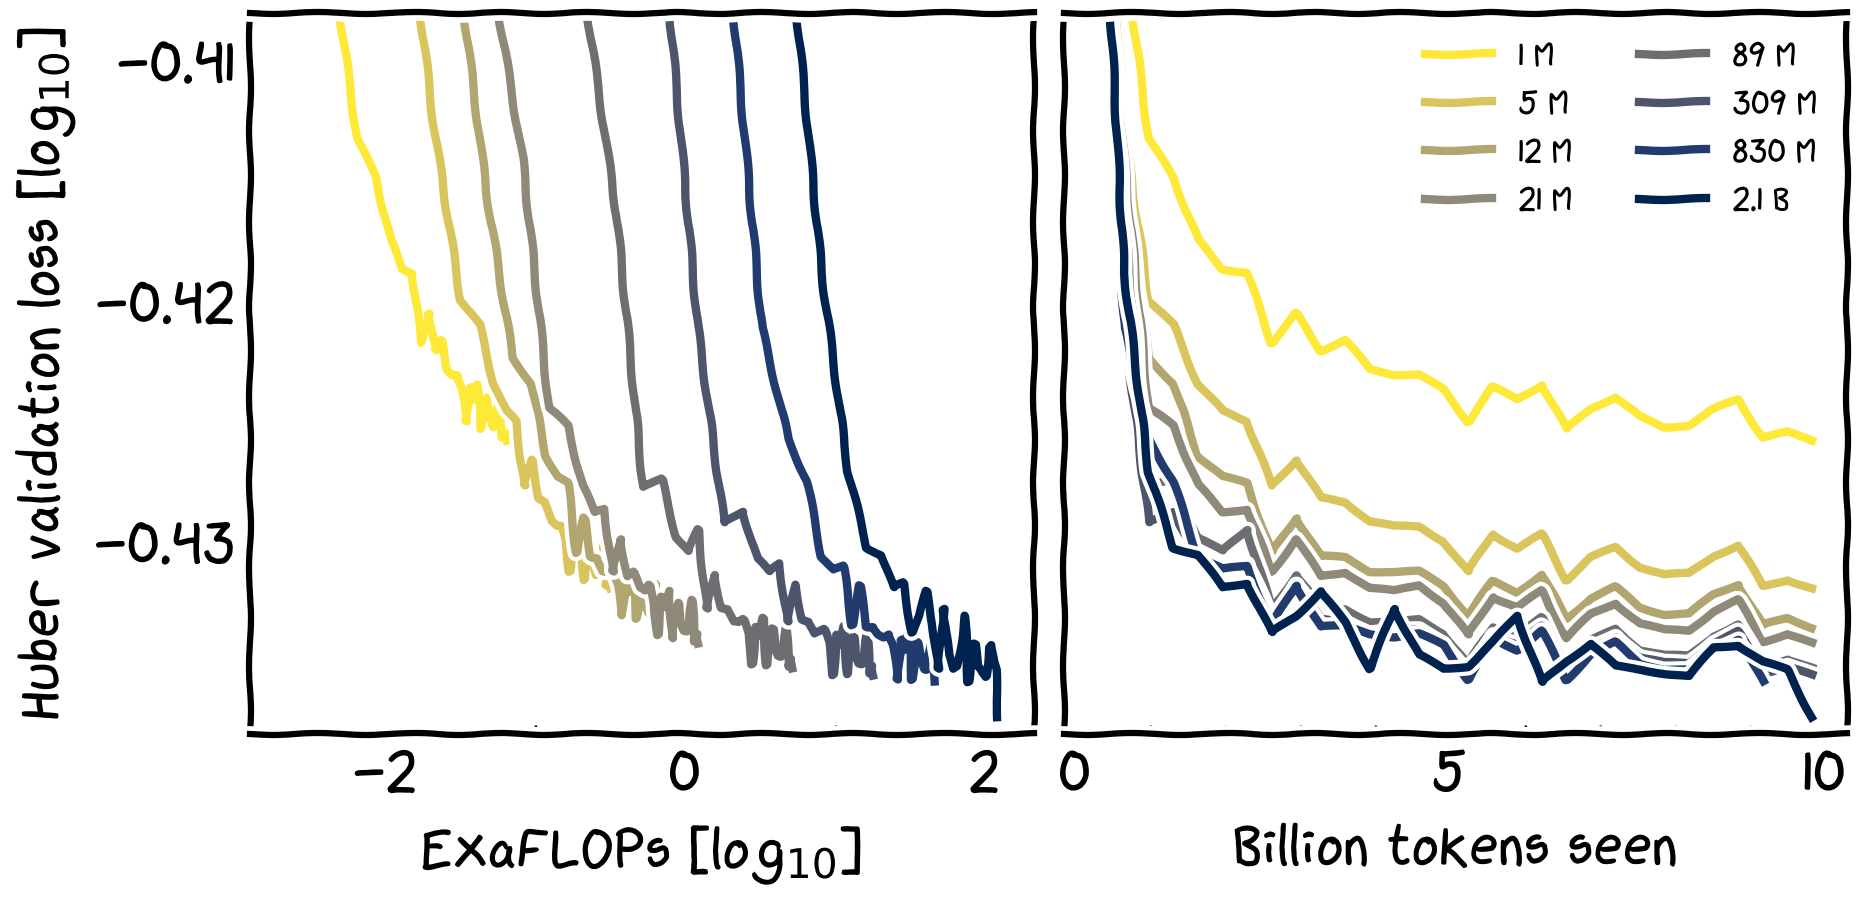 Huber validation loss [log10]
-0.41
-0.42
-0.43
-2 0 2
ExaFLOPs [log10]
1 M
5 M
12 M
21 M
89 M
309 M
830 M
2.1 B
0 5 10
Billion tokens seen